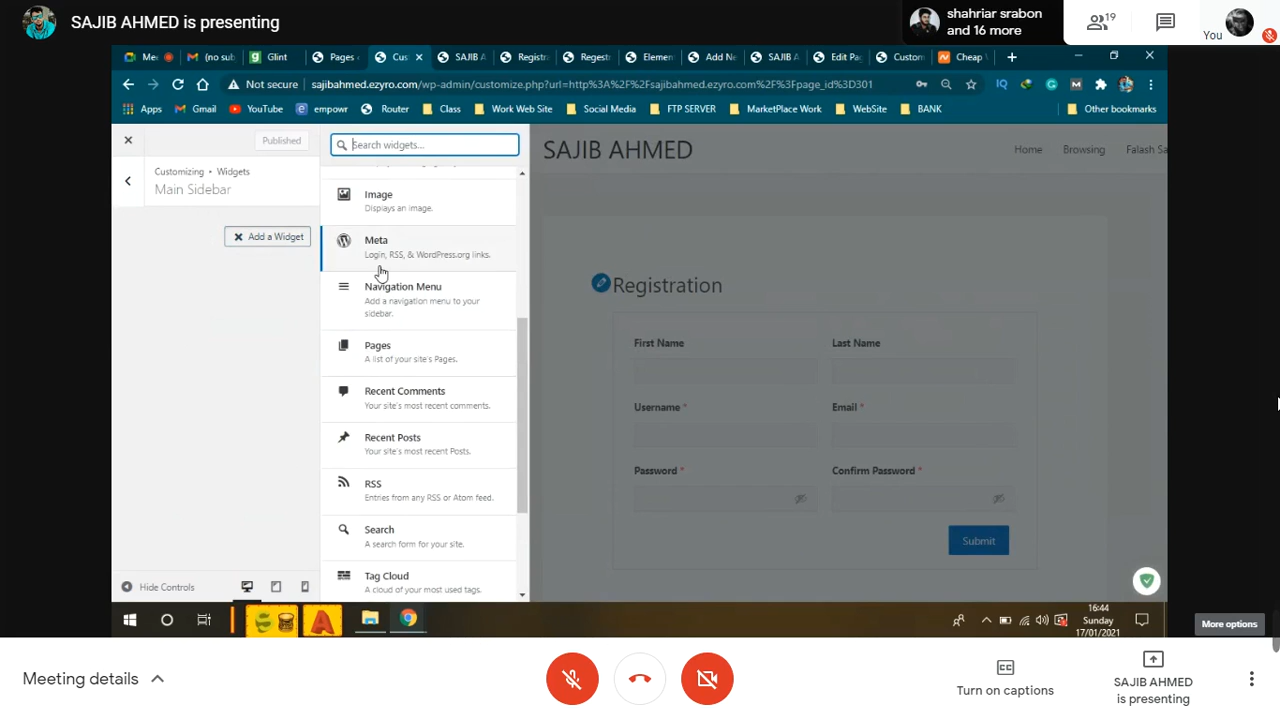 SAJIB AHMED is presenting
shahriar srabon
and 16 more
19
You
Mee
(no sub
Glint
Pages
Cus
SAJIB A
Registra
Registr
Elemen
Add Ne
SAJIB A
Edit Pa
Custom
Cheap
Not secure
sajibahmed.ezyro.com/wp-admin/customize.php?url=http%3A%2F%2Fsajibahmed.ezyro.com%2F%3Fpage_id%3D301
Apps
Gmail
YouTube
empowr
Router
Class
Work Web Site
Social Media
FTP SERVER
MarketPlace Work
WebSite
BANK
Other bookmarks
Published
Customizing • Widgets
Main Sidebar
Add a Widget
Search widgets...
Image
Displays an image.
Meta
Login, RSS, & WordPress.org links.
Navigation Menu
Add a navigation menu to your
sidebar.
Pages
A list of your site's Pages.
Recent Comments
Your site's most recent comments.
Recent Posts
Your site's most recent Posts.
RSS
Entries from any RSS or Atom feed.
Search
A search form for your site.
Tag Cloud
A cloud of your most used tags.
Hide Controls
SAJIB AHMED
Home
Browsing
Falash Sa
Registration
First Name
Last Name
Username *
Email *
Password *
Confirm Password *
Submit
16:44
Sunday
17/01/2021
More options
Meeting details
Turn on captions
SAJIB AHMED
is presenting